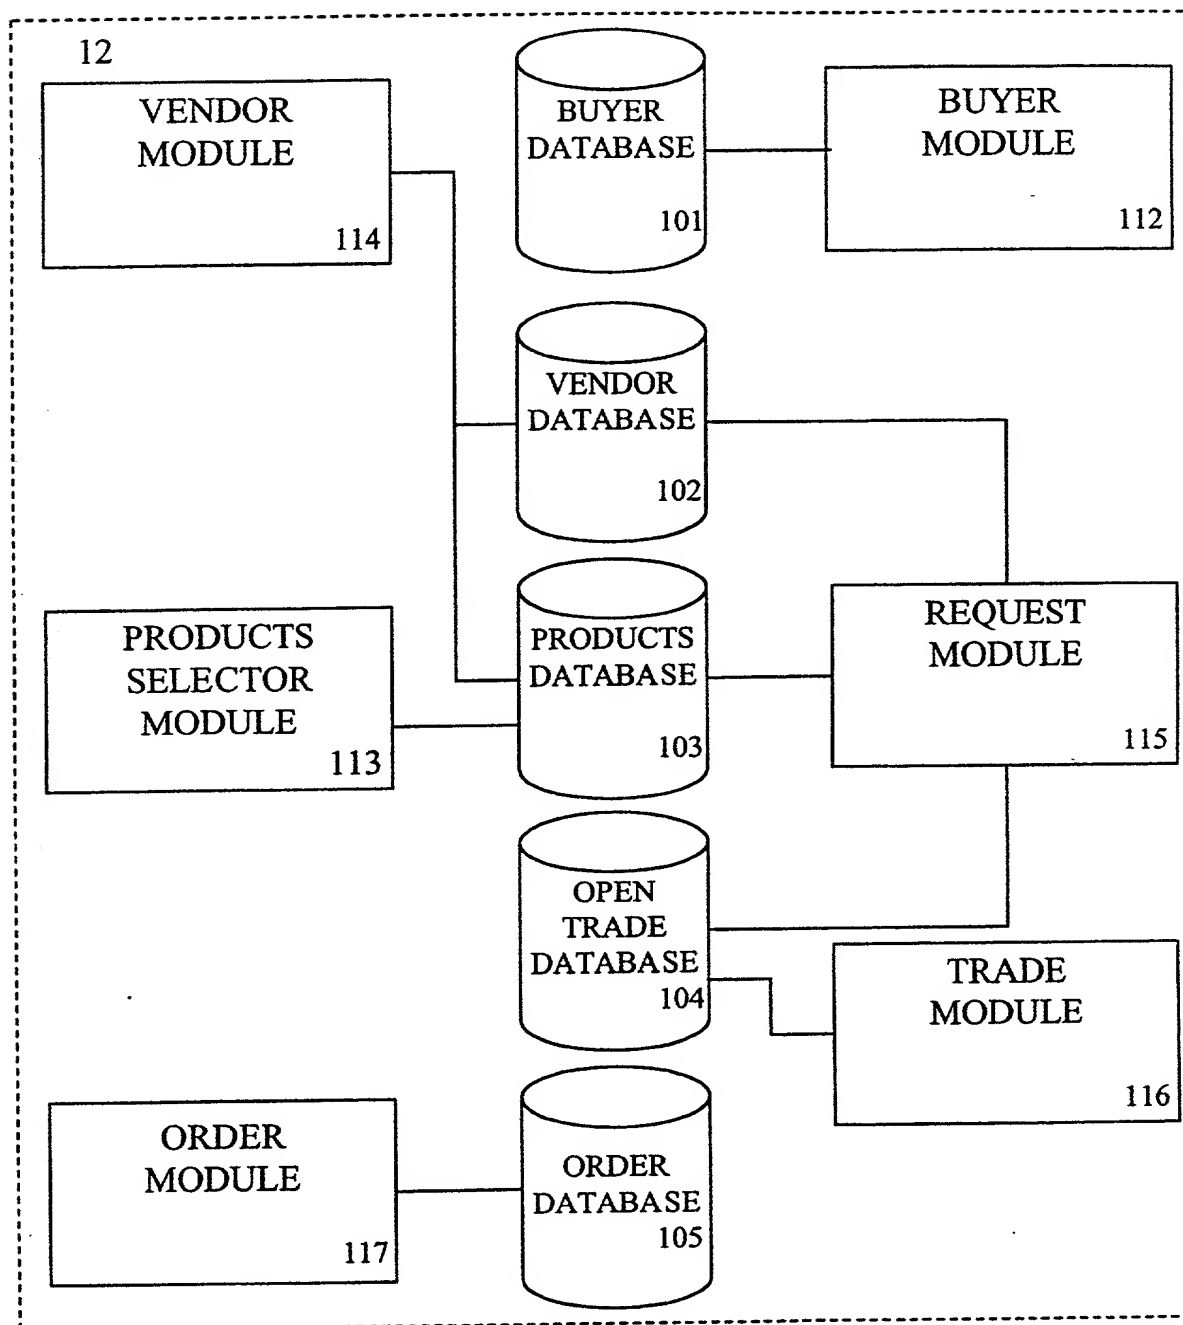 12
VENDOR
MODULE
114
BUYER
DATABASE
101
BUYER
MODULE
112
VENDOR
DATABASE
102
PRODUCTS
SELECTOR
MODULE
113
PRODUCTS
DATABASE
103
REQUEST
MODULE
115
OPEN
TRADE
DATABASE
104
TRADE
MODULE
116
ORDER
MODULE
117
ORDER
DATABASE
105